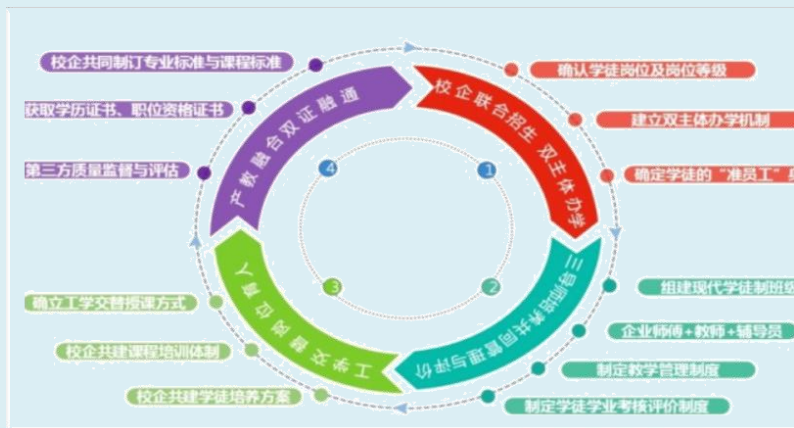 校企共同制订专业标准与课程标准
获取学历证书、职位资格证书
第三方质量监督与评估
产教融合双证融通
4
校企联合招生 双主体办学
1
确认学徒岗位及岗位等级
建立双主体办学机制
确定学徒的“准员工”身
三导师培养共同管理与评价
2
组建现代学徒制班级
企业师傅+教师+辅导员
制定教学管理制度
制定学徒学业考核评价制度
工学交替岗位育人
3
确立工学交替授课方式
校企共建课程培训体制
校企共建学徒培养方案